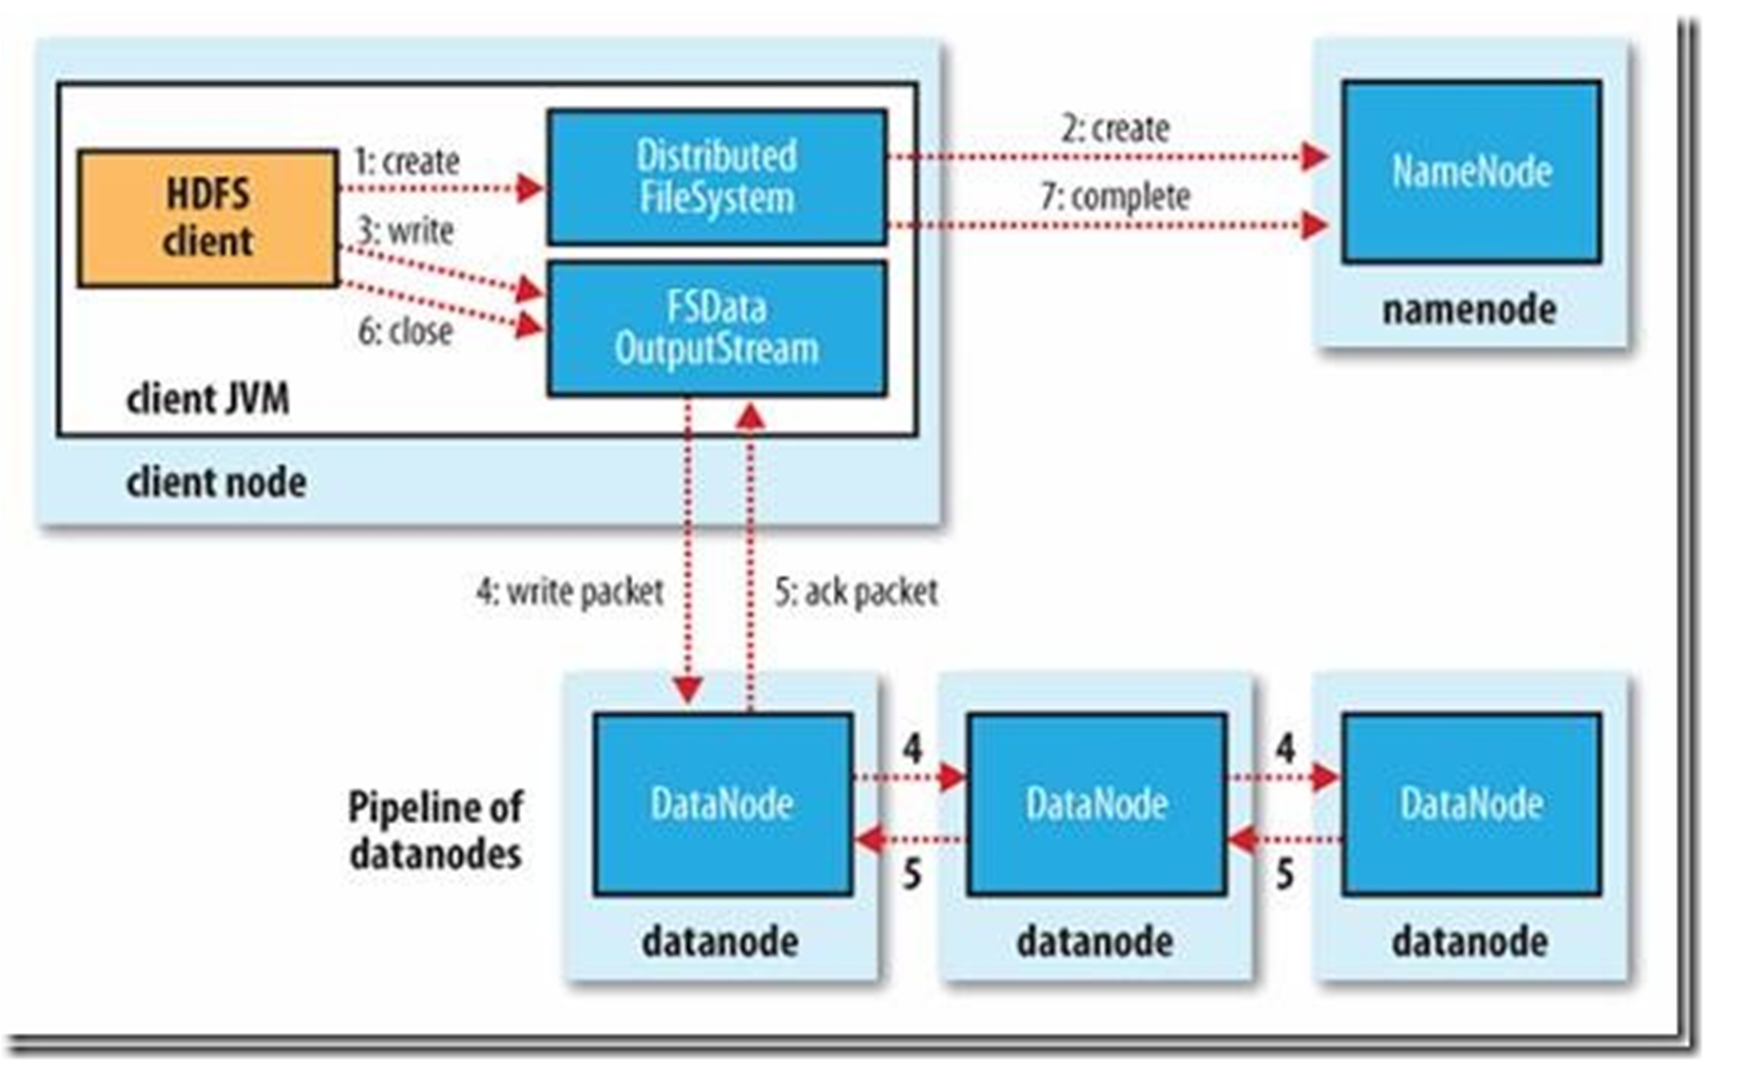 HDFS
client
1: create
3: write
6: close
Distributed
FileSystem
FSData
OutputStream
client JVM
client node
2: create
7: complete
NameNode
namenode
4: write packet
5: ack packet
Pipeline of
datanodes
DataNode
datanode
4
5
DataNode
datanode
4
5
DataNode
datanode